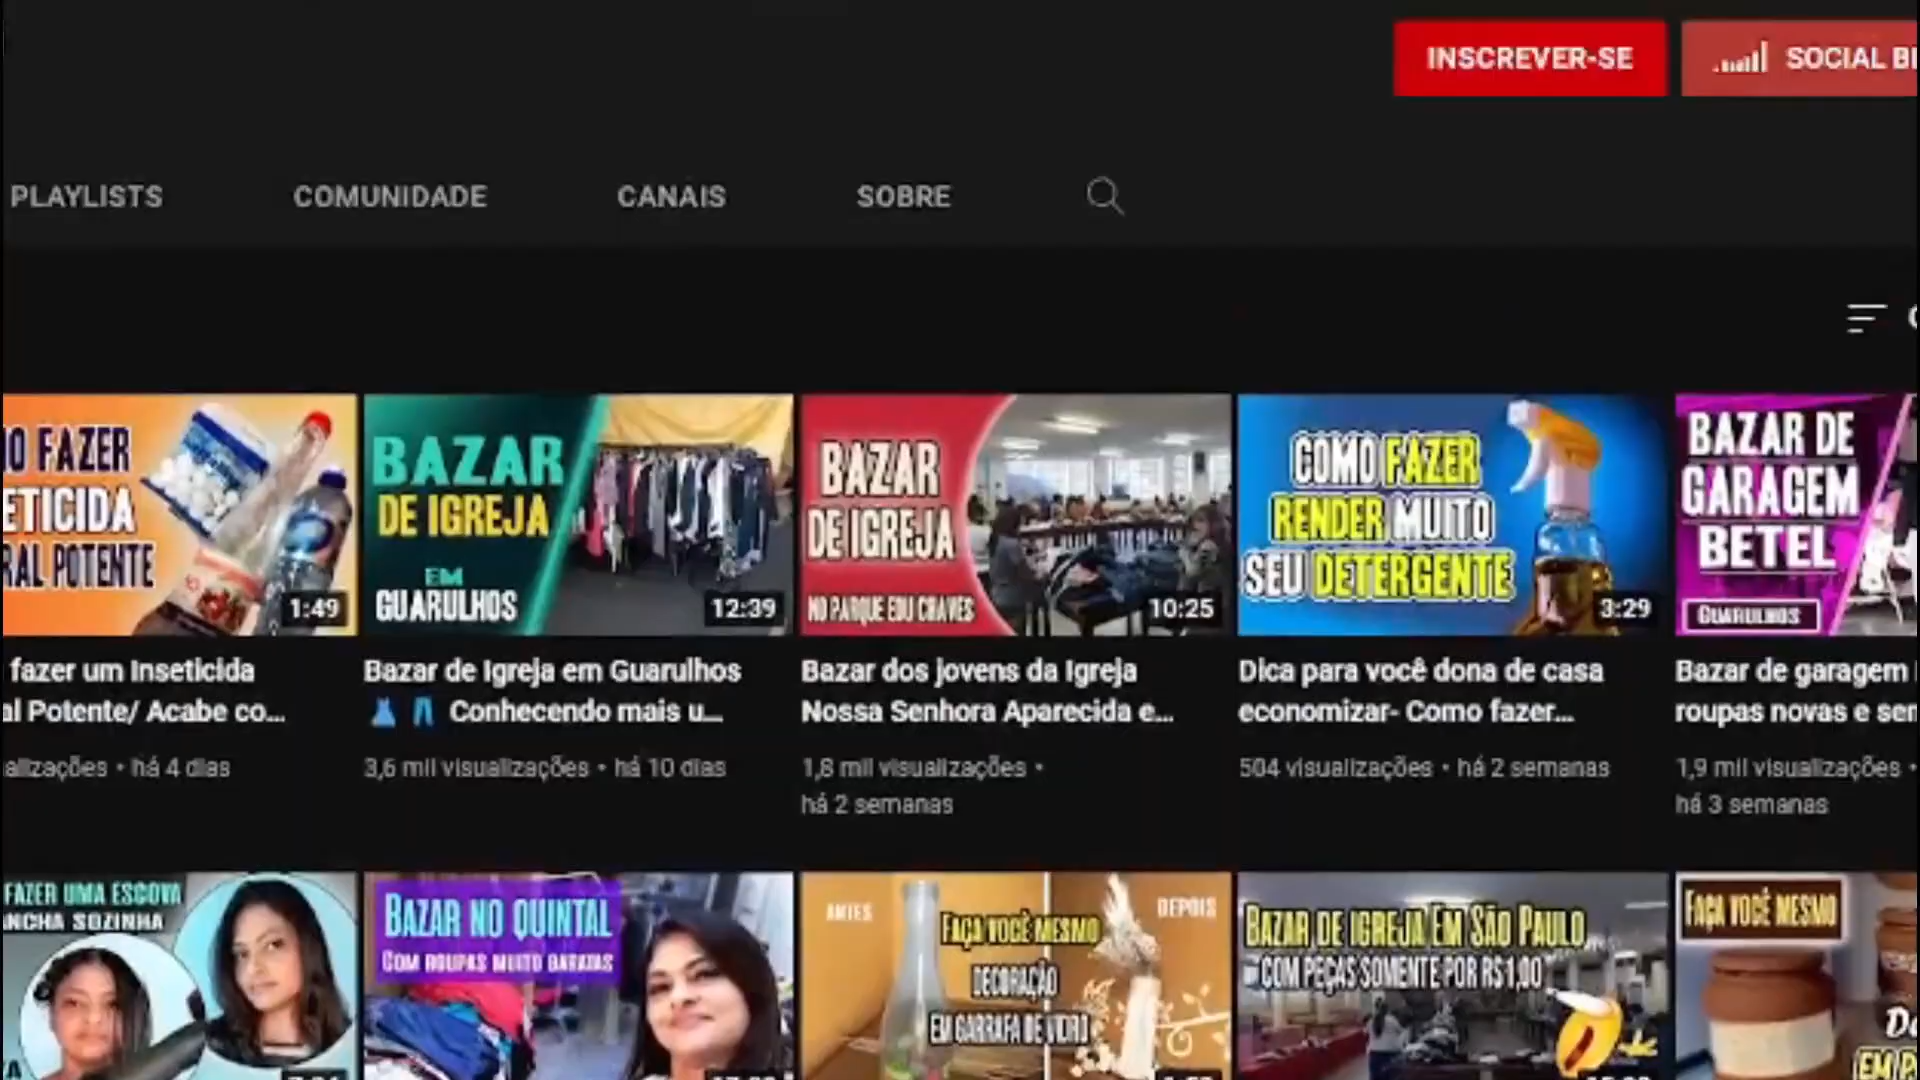 INSCREVER-SE
SOCIAL
PLAYLISTS
COMUNIDADE
CANAIS
SOBRE
FAZER
RAL POTENTE
1:49
BAZAR
DE IGREJA
EM
GUARULHOS
12:39
BAZAR
DE IGREJA
NO PARQUE EDU CHAVES
10:25
COMO FAZER
RENDER MUITO
SEU DETERGENTE
3:29
BAZAR DE
GARAGEM
BETEL
GUARULHOS
fazer um Inseticida
al Potente/ Acabe co...
alizações • há 4 dias
Bazar de Igreja em Guarulhos
Conhecendo mais u...
3,6 mil visualizações • há 10 dias
Bazar dos jovens da Igreja
Nossa Senhora Aparecida e...
1,8 mil visualizações •
há 2 semanas
Dica para você dona de casa
economizar- Como fazer...
504 visualizações • há 2 semanas
Bazar de garagem
roupas novas e sem
1,9 mil visualizações •
há 3 semanas
FAZER UMA ESCOVA
ANCHA SOZINHA
BAZAR NO QUINTAL
COM ROUPAS MUITO BARATAS
ANTES
DEPOIS
FAÇA VOCÊ MESMO
DECORAÇÃO
EM GARRAFA DE VIDRO
BAZAR DE IGREJA EM SÃO PAULO
COM PEÇAS SOMENTE POR R$1,00
FAÇA VOCÊ MESMO